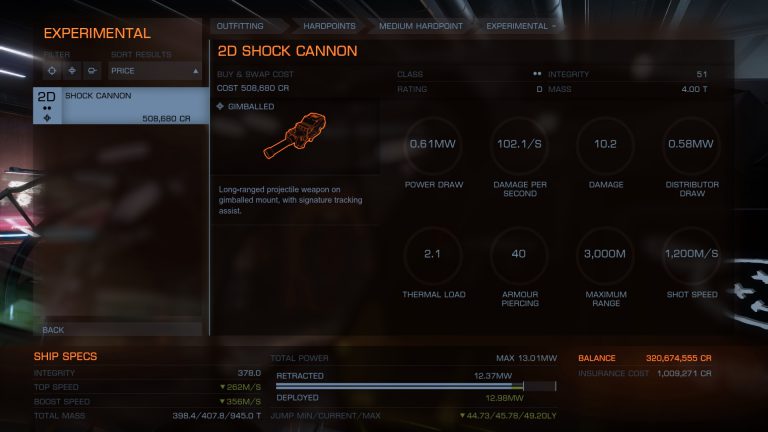 OUTFITTING HARDPOINTS MEDIUM HARDPOINT EXPERIMENTAL
EXPERIMENTAL
FILTER SORT RESULTS
PRICE
2D SHOCK CANNON
508,680 CR
BACK
2D SHOCK CANNON
BUY & SWAP COST
COST 508,680 CR
CLASS
INTEGRITY 51
RATING D
MASS 4.00 T
GIMBALLED
Long-ranged projectile weapon on
gimballed mount, with signature tracking
assist.
0.61MW
POWER DRAW
102.1/S
DAMAGE PER
SECOND
10.2
DAMAGE
0.58MW
DISTRIBUTOR
DRAW
2.1
THERMAL LOAD
40
ARMOUR
PIERCING
3,000M
MAXIMUM
RANGE
1,200M/S
SHOT SPEED
SHIP SPECS
INTEGRITY 378.0
TOP SPEED 262M/S
BOOST SPEED 356M/S
TOTAL MASS 398.4/407.8/945.0 T
TOTAL POWER MAX 13.01MW
RETRACTED 12.37MW
DEPLOYED 12.98MW
JUMP MIN/CURRENT/MAX 44.73/45.78/49.20LY
BALANCE 320,674,555 CR
INSURANCE COST 1,009,271 CR